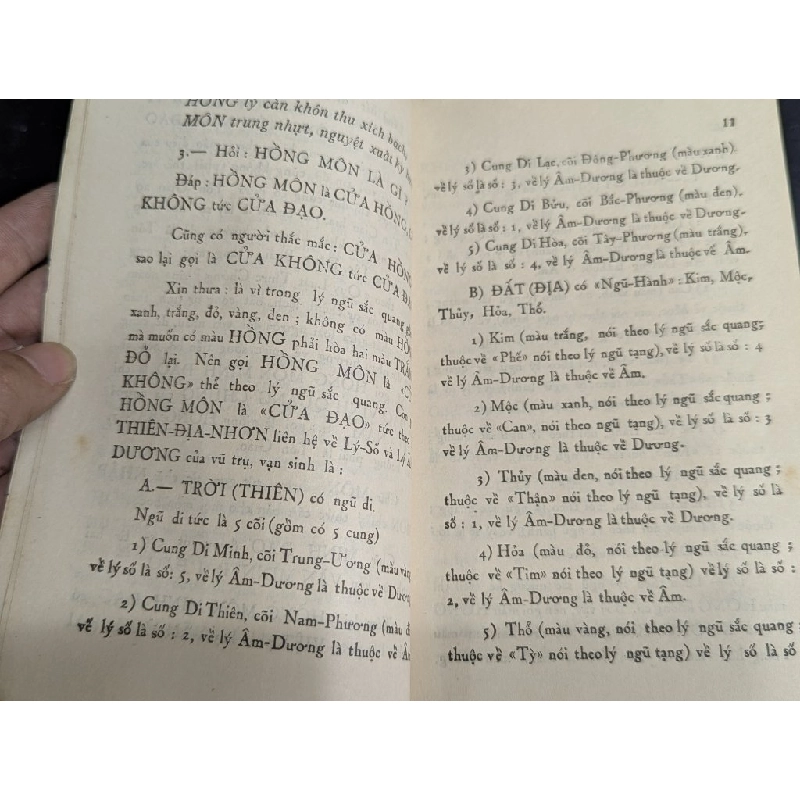 HỒNG lý càn khôn thu xích bạch,
MÔN trung nhựt, nguyệt xuất
3.— Hỏi : HỒNG MÔN LÀ GÌ ?
Đáp : HỒNG MÔN là CỬA HỒNG,
KHÔNG tức CỬA ĐẠO.
Cũng có người thắc mắc : CỬA HỒNG
sao lại gọi là CỬA KHÔNG tức CỬA
Xin thưa : là vì trong lý ngũ sắc quang
xanh, trắng, đỏ, vàng, đen ; không có màu
mà muốn có màu HỒNG phải hòa hai màu
ĐỎ lại. Nên gọi HỒNG MÔN là
KHÔNG» thể theo lý ngũ sắc quang.
HỒNG MÔN là «CỬA ĐẠO» tức
THIÊN-ĐỊA-NHƠN liên hệ về Lý-Số và
DƯƠNG của vũ trụ, vạn sinh là :
A.— TRỜI (THIÊN) có ngũ di.
Ngũ di tức là 5 cõi (gồm có 5 cung)
1) Cung Di Minh, cõi Trung-Ương (màu
về lý số là số: 5, về lý Âm-Dương là thuộc về
2) Cung Di Thiên, cõi Nam-Phương (màu
về lý số là số : 2, về lý Âm-Dương là thuộc về
11
3) Cung Di Lạc, cõi Đông-Phương (màu xanh)
về lý số là số : 3, về lý Âm-Dương là thuộc về Dương.
4) Cung Di Bửu, cõi Bắc-Phương (màu đen),
về lý số là số : 1, về lý Âm-Dương là thuộc về Dương-
5) Cung Di Hòa, cõi Tây-Phương (màu trắng),
về lý số là số : 4, về lý Âm-Dương là thuộc về Âm.
B) ĐẤT (ĐỊA) có «Ngũ-Hành» : Kim, Mộc,
Thủy, Hỏa, Thổ.
1) Kim (màu trắng, nói theo lý ngũ sắc quang;
thuộc về «Phế» nói theo lý ngũ tạng), về lý số là số : 4
về lý Âm-Dương là thuộc về Âm.
2) Mộc (màu xanh, nói theo lý ngũ sắc quang ;
thuộc về «Can» nói theo lý ngũ tạng), về lý số là số : 3
về lý Âm-Dương là thuộc về Dương.
3) Thủy (màu đen, nói theo lý ngũ sắc quang ;
thuộc về «Thận» nói theo lý ngũ tạng), về lý số là
số : 1, về lý Âm-Dương là thuộc về Dương.
4) Hỏa (màu đỏ, nói theo lý ngũ sắc quang ;
thuộc về «Tim» nói theo lý ngũ tạng) về lý số là số :
2, về lý Âm-Dương là thuộc về Âm.
5) Thổ (màu vàng, nói theo lý ngũ sắc quang
thuộc về «Tỳ» nói theo lý ngũ tạng) về lý số là số